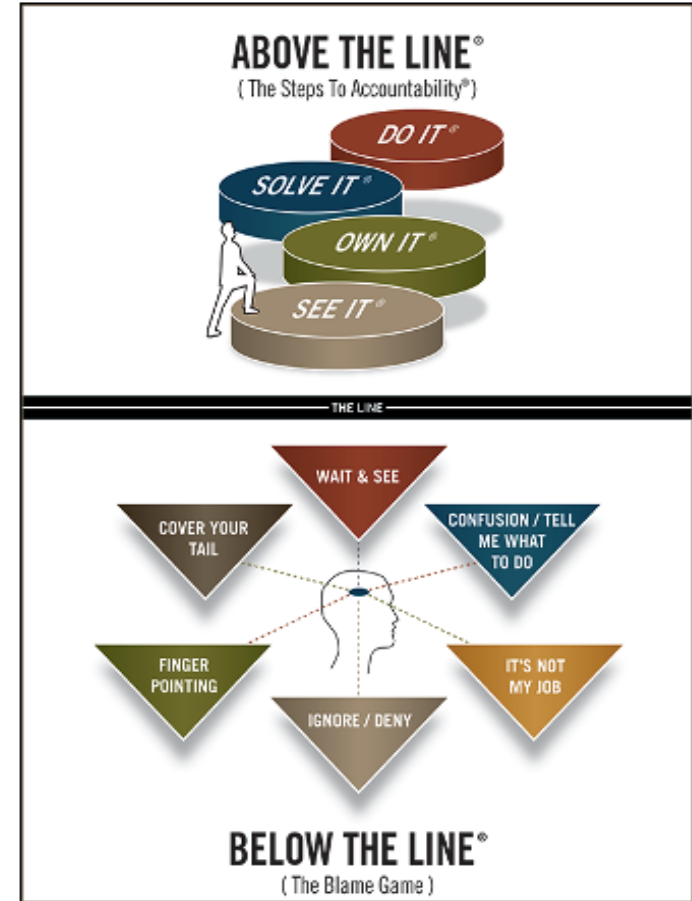 ABOVE THE LINE®
( The Steps To Accountability®)
DO IT ®
SOLVE IT ®
OWN IT ®
SEE IT ®
THE LINE
WAIT & SEE
COVER YOUR
TAIL
CONFUSION / TELL
ME WHAT
TO DO
FINGER
POINTING
IT'S NOT
MY JOB
IGNORE / DENY
BELOW THE LINE®
( The Blame Game )